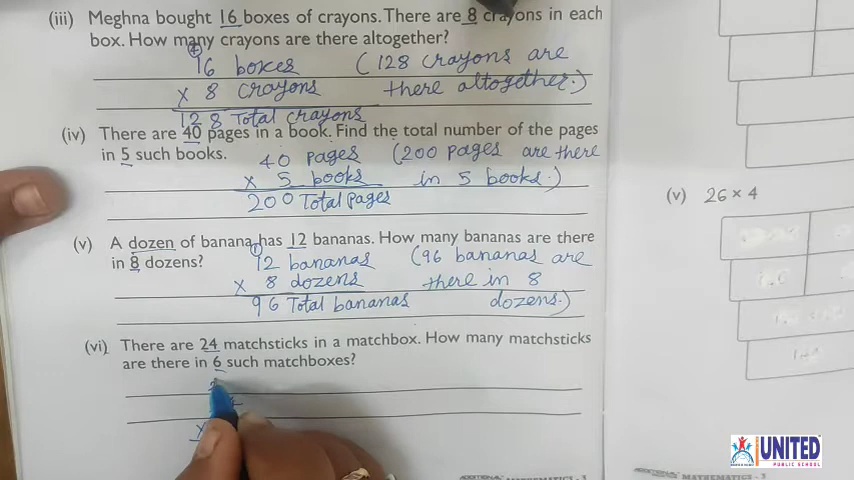 (iii) Meghna bought 16 boxes of crayons. There are 8 crayons in each
box. How many crayons are there altogether?
16 boxes (128 crayons are
x 8 crayons there altogether.)
128 Total crayons
(iv) There are 40 pages in a book. Find the total number of the pages
in 5 such books.
40 pages (200 pages are there
x 5 books in 5 books.)
200 Total pages
(v) A dozen of banana has 12 bananas. How many bananas are there
in 8 dozens?
12 bananas (96 bananas are
x 8 dozens there in 8
96 Total bananas dozens.)
(vi) There are 24 matchsticks in a matchbox. How many matchsticks
are there in 6 such matchboxes?
x
(v) 26 × 4
UNITED
PUBLIC SCHOOL
MATHEMATICS - 3